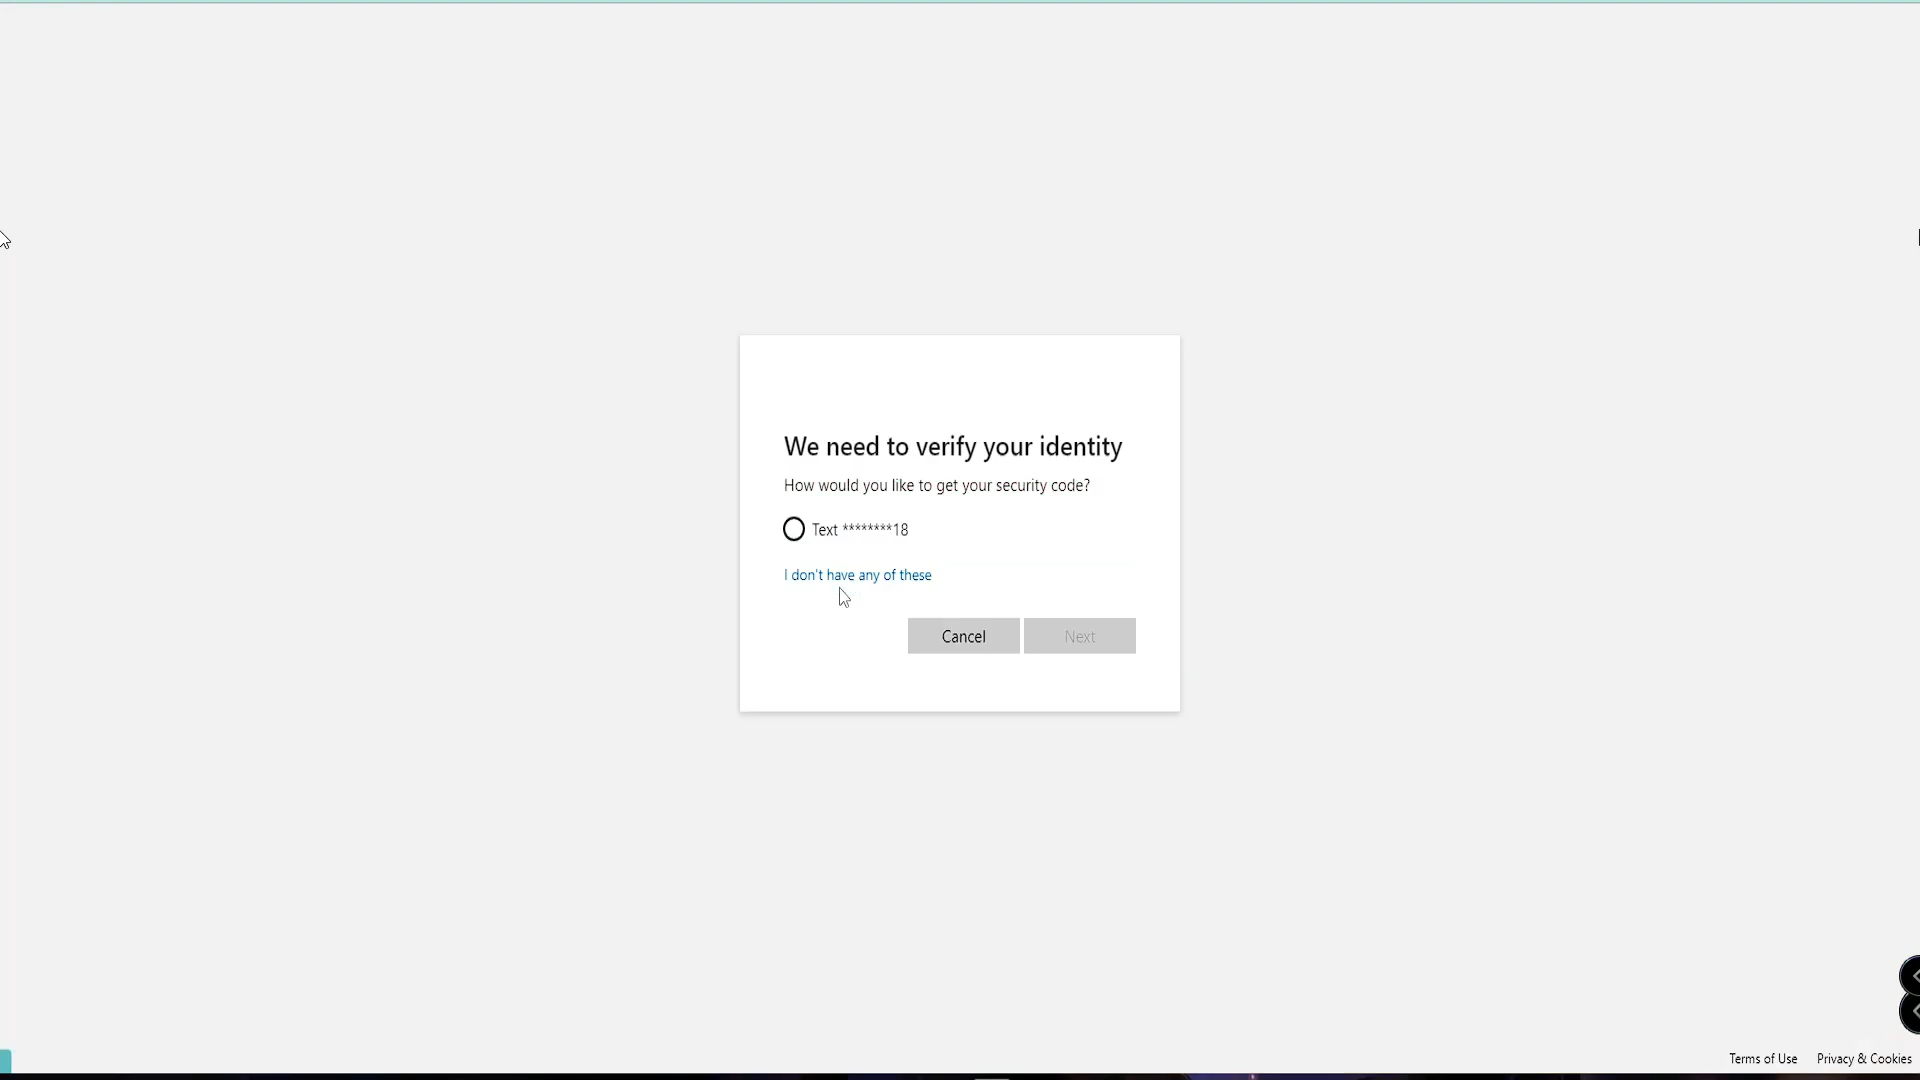 We need to verify your identity
How would you like to get your security code?
Text ********18
I don't have any of these
Cancel Next
Terms of Use Privacy & Cookies